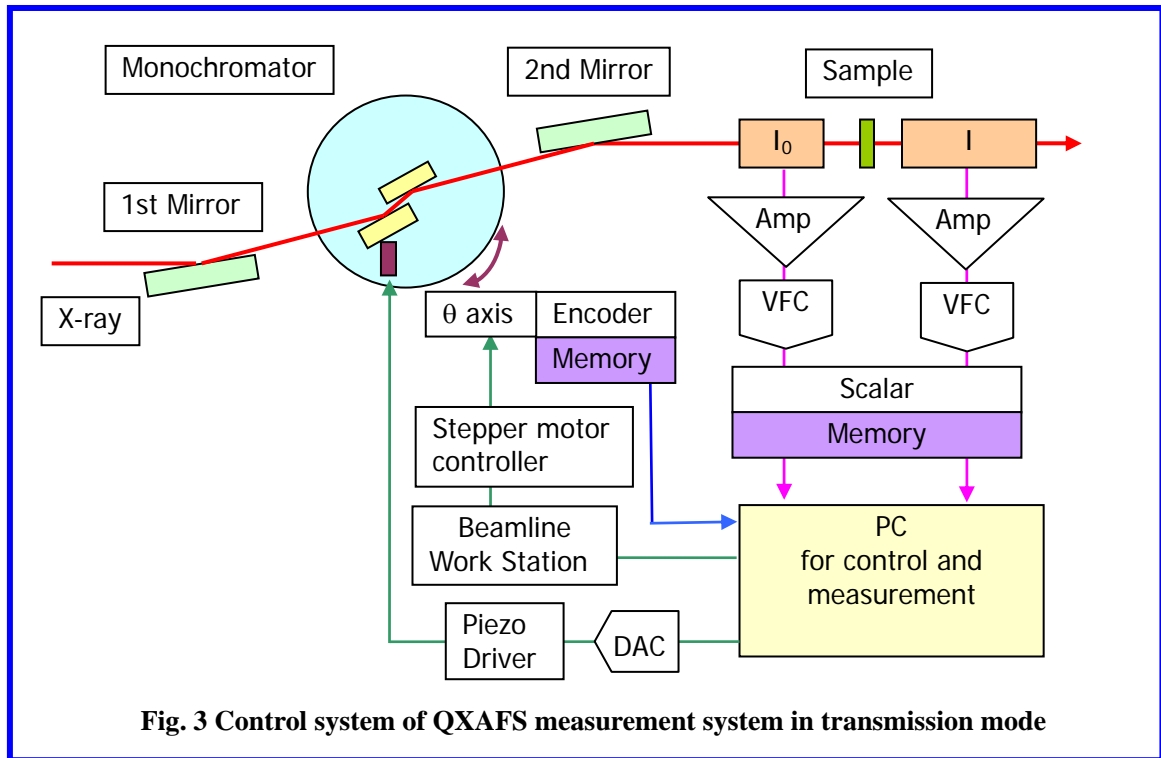 Monochromator
2nd Mirror
Sample
I₀
I
1st Mirror
Amp
Amp
X-ray
θ axis
Encoder
Memory
VFC
VFC
Scalar
Memory
Stepper motor
controller
Beamline
Work Station
PC
for control and
measurement
Piezo
Driver
DAC
Fig. 3 Control system of QXAFS measurement system in transmission mode